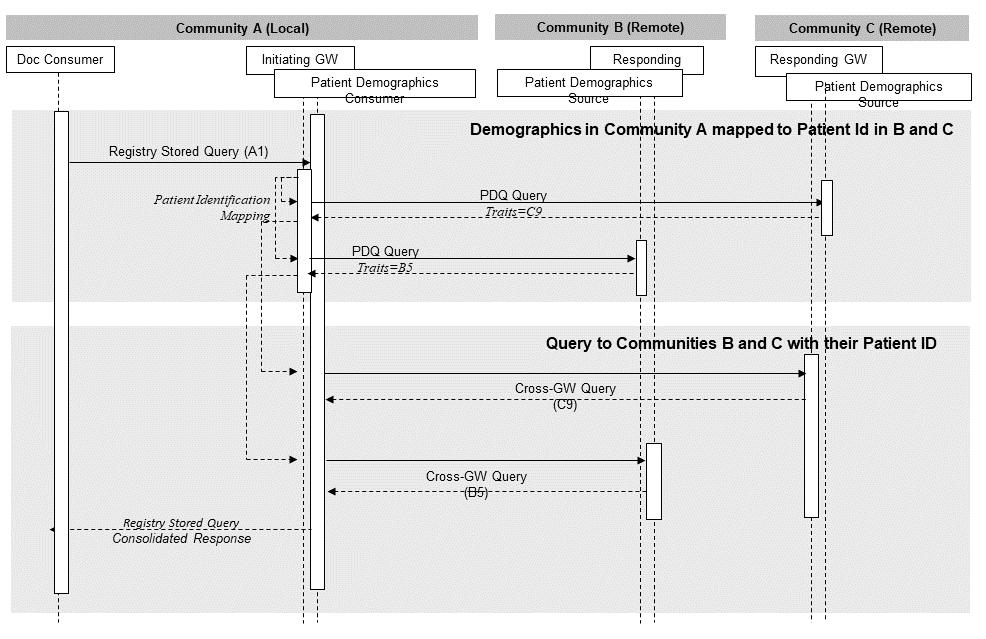 Community A (Local)
Community B (Remote)
Community C (Remote)
Doc Consumer
Initiating GW
Responding
Responding GW
Patient Demographics
Consumer
Patient Demographics
Source
Patient Demographics
Source
Demographics in Community A mapped to Patient Id in B and C
Registry Stored Query (A1)
Patient Identification
Mapping
PDQ Query
Traits=C9
PDQ Query
Traits=B5
Query to Communities B and C with their Patient ID
Cross-GW Query
(C9)
Cross-GW Query
(B5)
Registry Stored Query
Consolidated Response